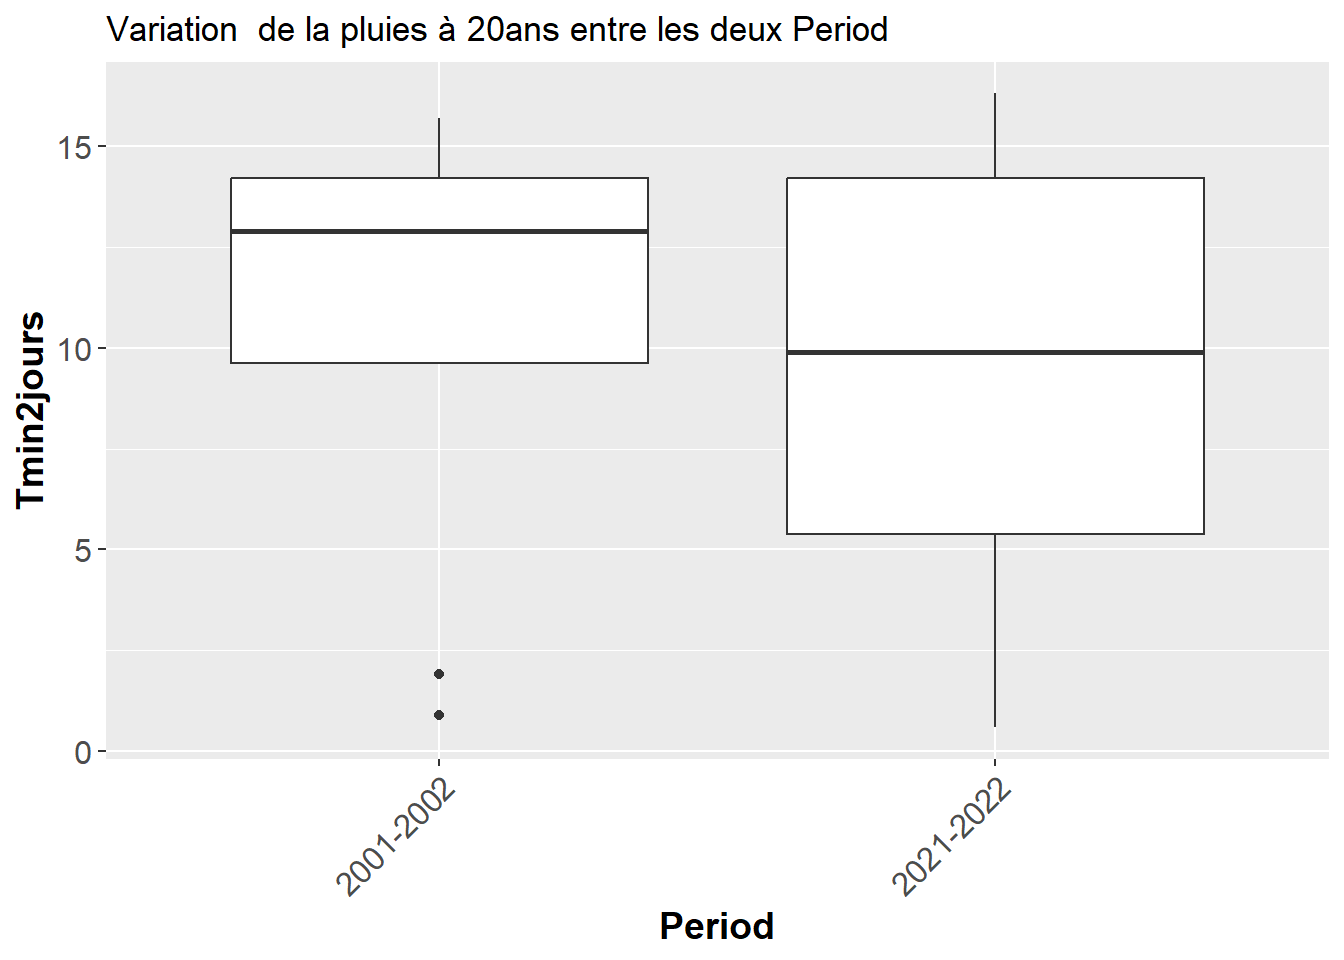 Variation  de la pluies à 20ans entre les deux Period
15
10
5
0
Tmin2jours
2001-2002
2021-2022
Period